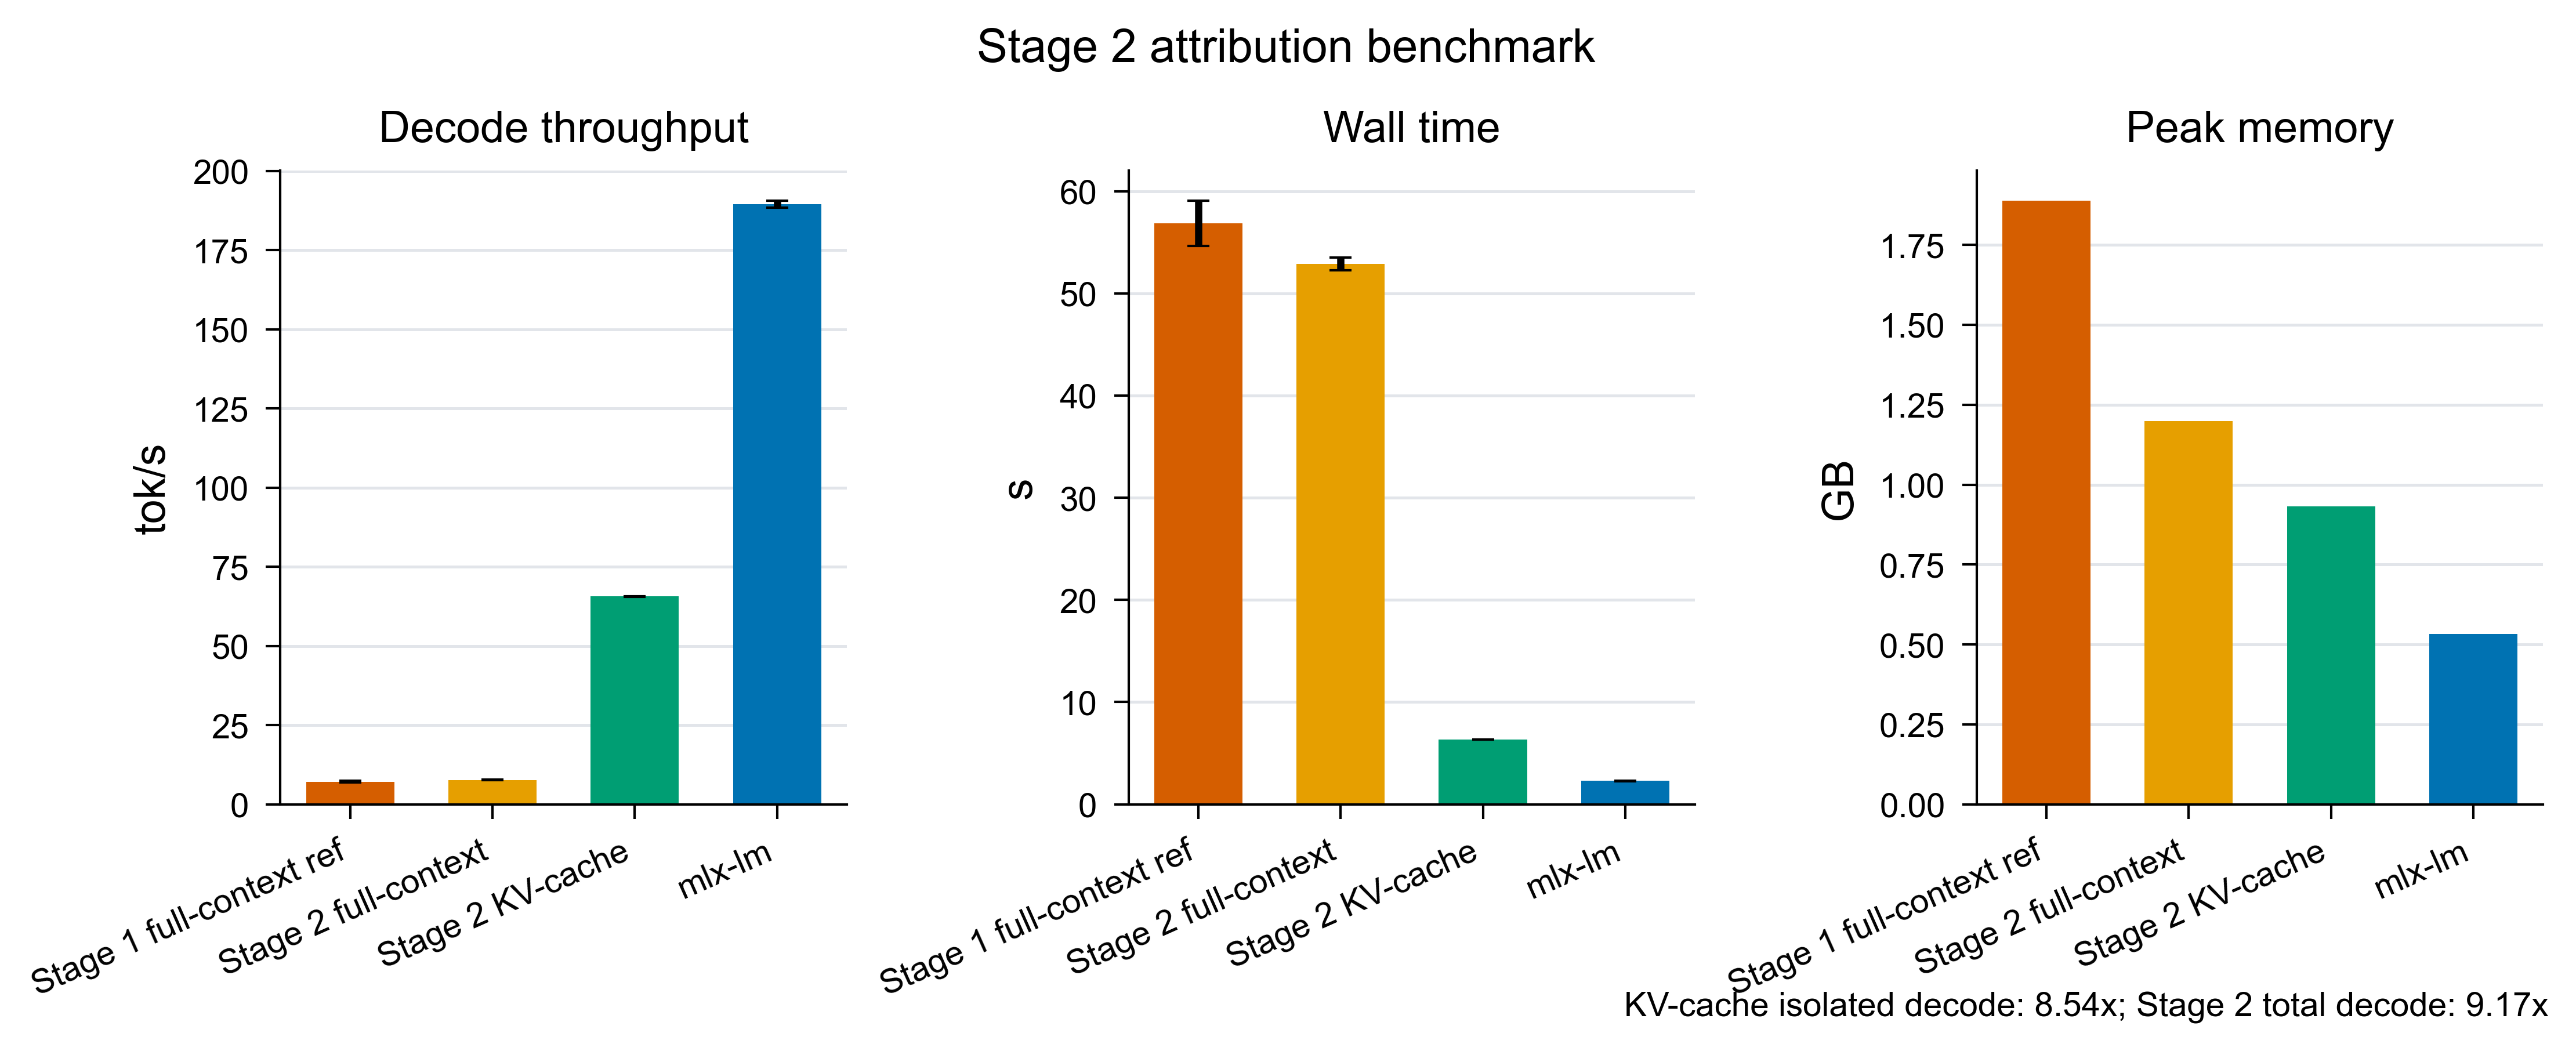 Stage 2 attribution benchmark
Decode throughput
tok/s
200
175
150
125
100
75
50
25
0
Stage 1 full-context ref
Stage 2 full-context
Stage 2 KV-cache
mlx-lm
Wall time
s
60
50
40
30
20
10
0
Stage 1 full-context ref
Stage 2 full-context
Stage 2 KV-cache
mlx-lm
Peak memory
GB
1.75
1.50
1.25
1.00
0.75
0.50
0.25
0.00
Stage 1 full-context ref
Stage 2 full-context
Stage 2 KV-cache
mlx-lm
KV-cache isolated decode: 8.54x; Stage 2 total decode: 9.17x